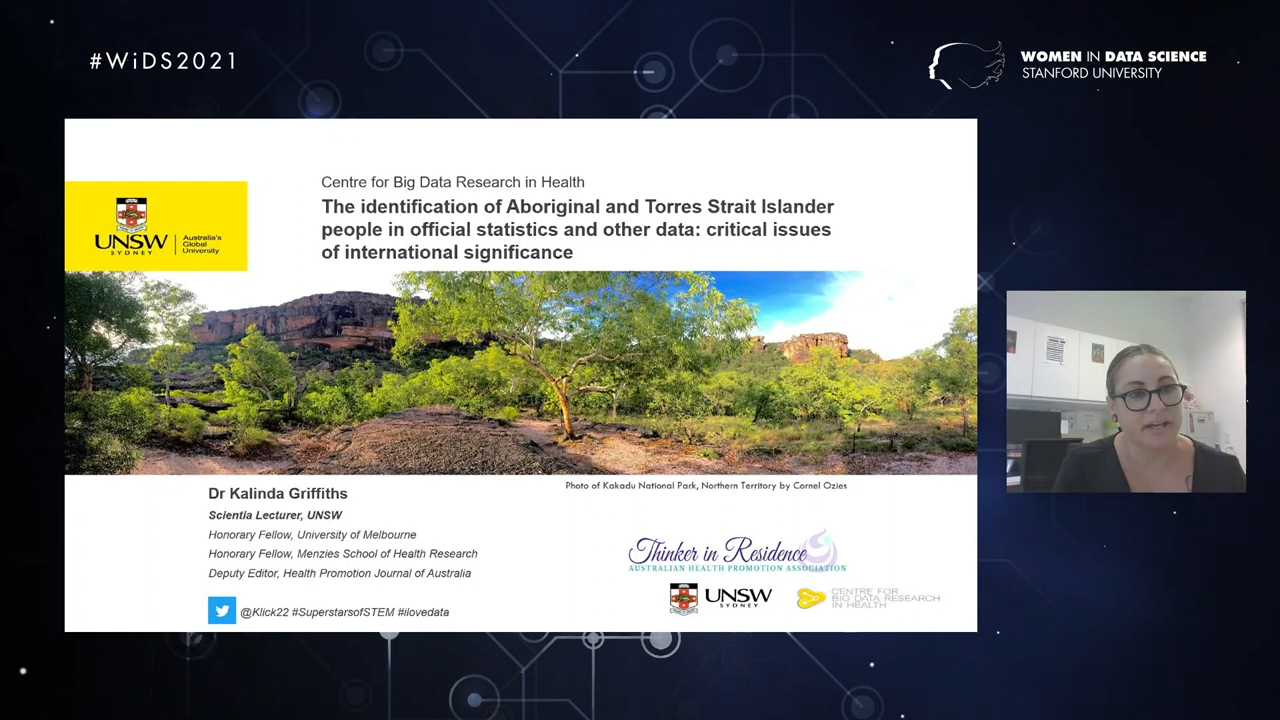 #WiDS2021
WOMEN IN DATA SCIENCE
STANFORD UNIVERSITY
Centre for Big Data Research in Health
The identification of Aboriginal and Torres Strait Islander
people in official statistics and other data: critical issues
of international significance
UNSW
SYDNEY
Australia's
Global
University
Photo of Kakadu National Park, Northern Territory by Cornel Ozies
Dr Kalinda Griffiths
Scientia Lecturer, UNSW
Honorary Fellow, University of Melbourne
Honorary Fellow, Menzies School of Health Research
Deputy Editor, Health Promotion Journal of Australia
@Klick22 #SuperstarsofSTEM #ilovedata
Thinker in Residence
AUSTRALIAN HEALTH PROMOTION ASSOCIATION
UNSW
SYDNEY
CENTRE FOR
BIG DATA RESEARCH
IN HEALTH